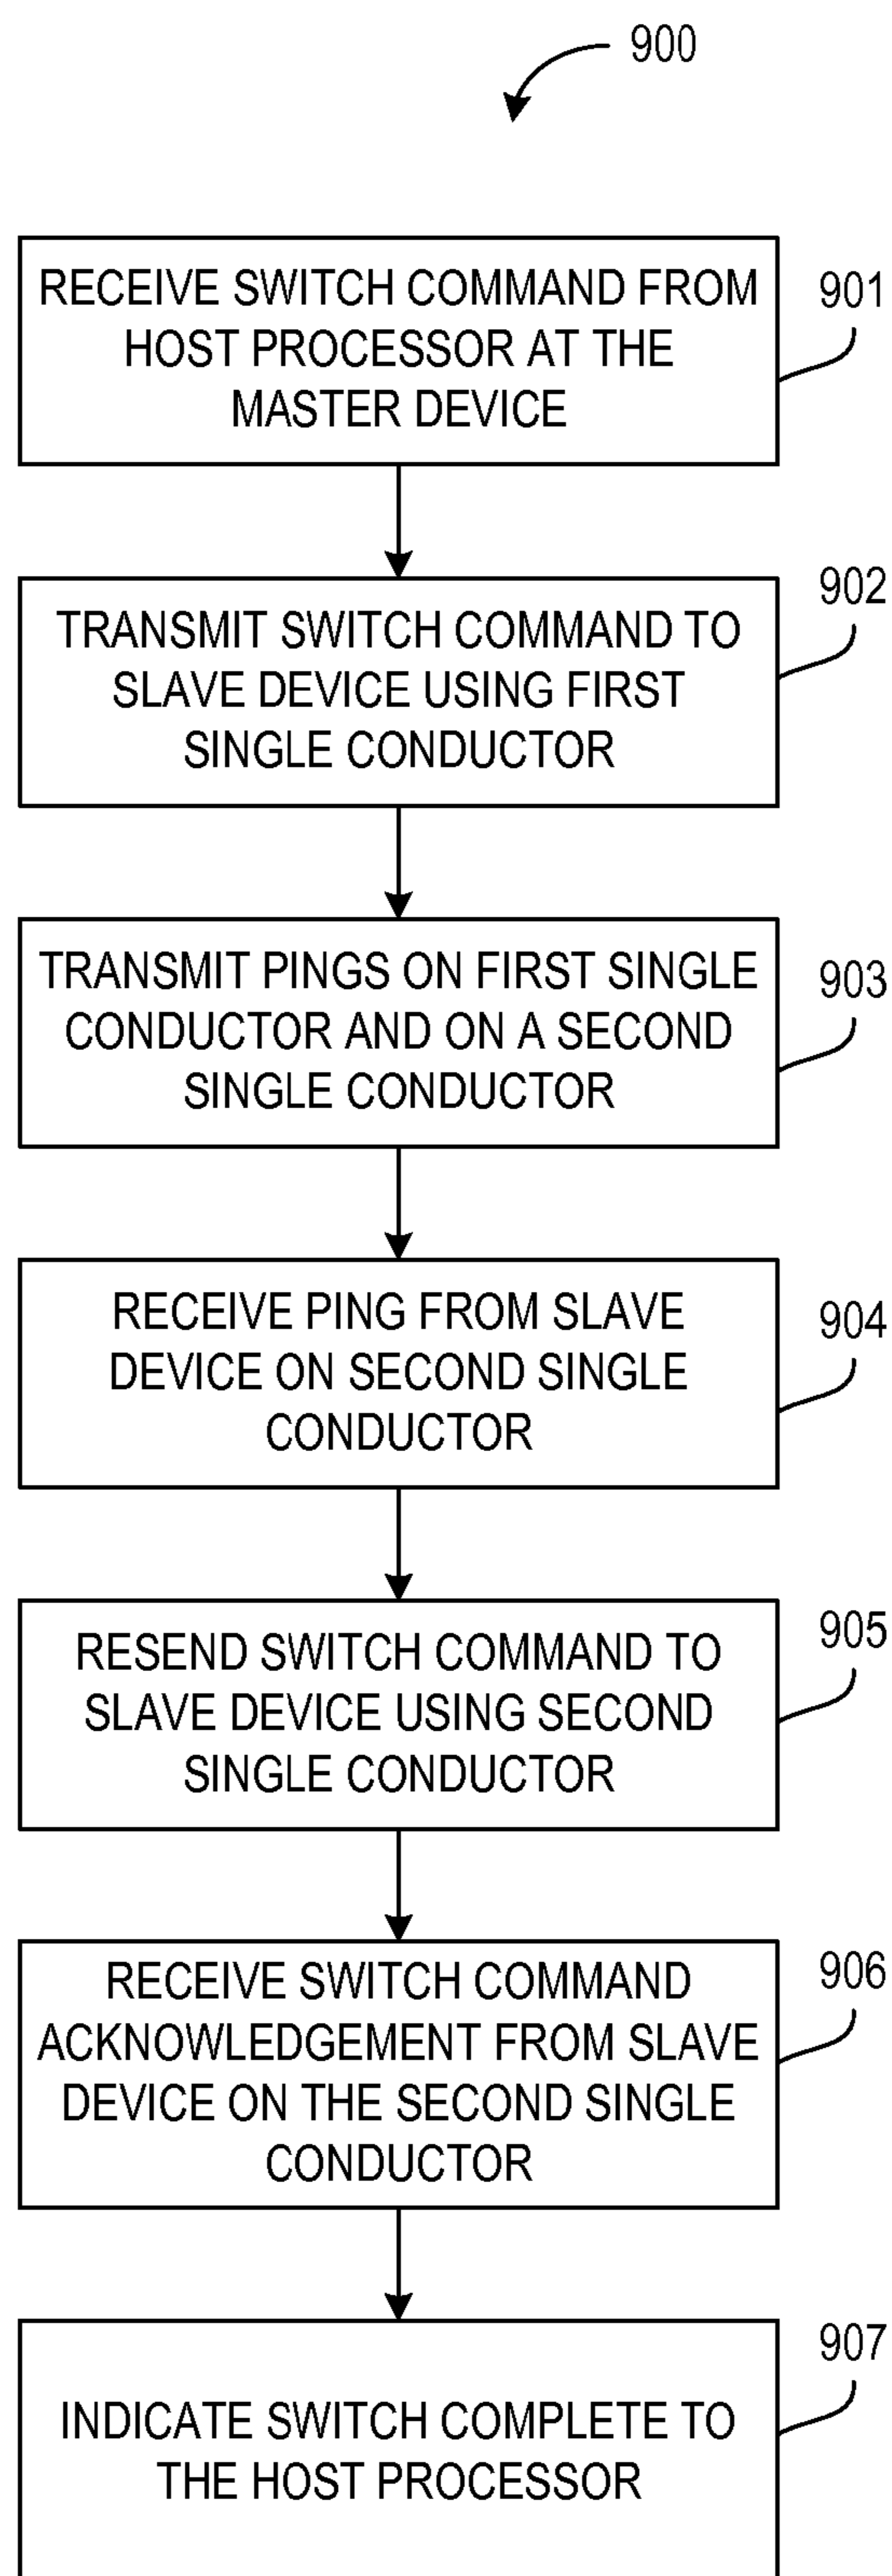 900
RECEIVE SWITCH COMMAND FROM
HOST PROCESSOR AT THE
MASTER DEVICE
901
TRANSMIT SWITCH COMMAND TO
SLAVE DEVICE USING FIRST
SINGLE CONDUCTOR
902
TRANSMIT PINGS ON FIRST SINGLE
CONDUCTOR AND ON A SECOND
SINGLE CONDUCTOR
903
RECEIVE PING FROM SLAVE
DEVICE ON SECOND SINGLE
CONDUCTOR
904
RESEND SWITCH COMMAND TO
SLAVE DEVICE USING SECOND
SINGLE CONDUCTOR
905
RECEIVE SWITCH COMMAND
ACKNOWLEDGEMENT FROM SLAVE
DEVICE ON THE SECOND SINGLE
CONDUCTOR
906
INDICATE SWITCH COMPLETE TO
THE HOST PROCESSOR
907